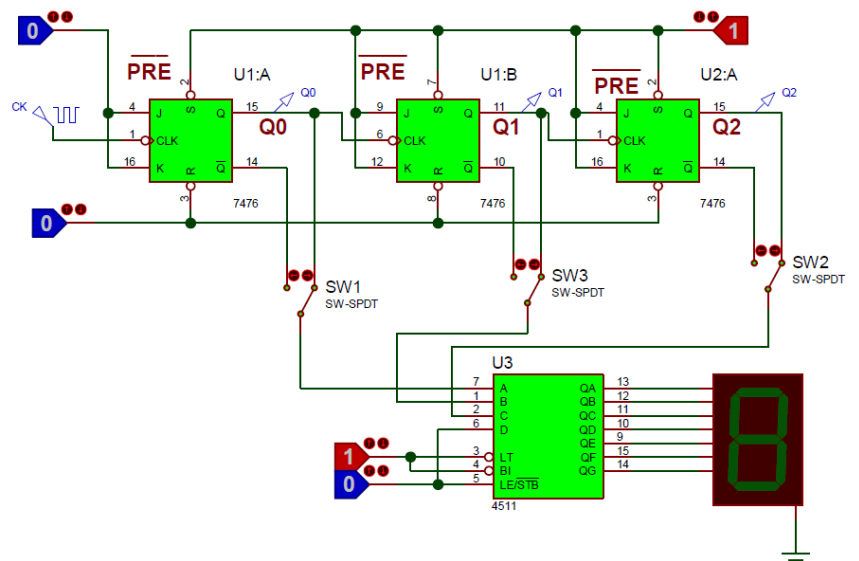 0
1
PRE
U1:A
PRE
U1:B
PRE
U2:A
CK
4 J
2
S
Q 15
Q0
Q0
1 CLK
16 K
R
3
Q 14
7476
9 J
7
S
Q 11
Q1
Q1
6 CLK
12 K
R
8
Q 10
7476
4 J
2
S
Q 15
Q2
Q2
1 CLK
16 K
R
3
Q 14
7476
0
SW1
SW-SPDT
SW3
SW-SPDT
SW2
SW-SPDT
U3
7 A QA 13
1 B QB 12
2 C QC 11
6 D QD 10
QE 9
1 3 LT QF 15
4 BI QG 14
0 5 LE/STB
4511